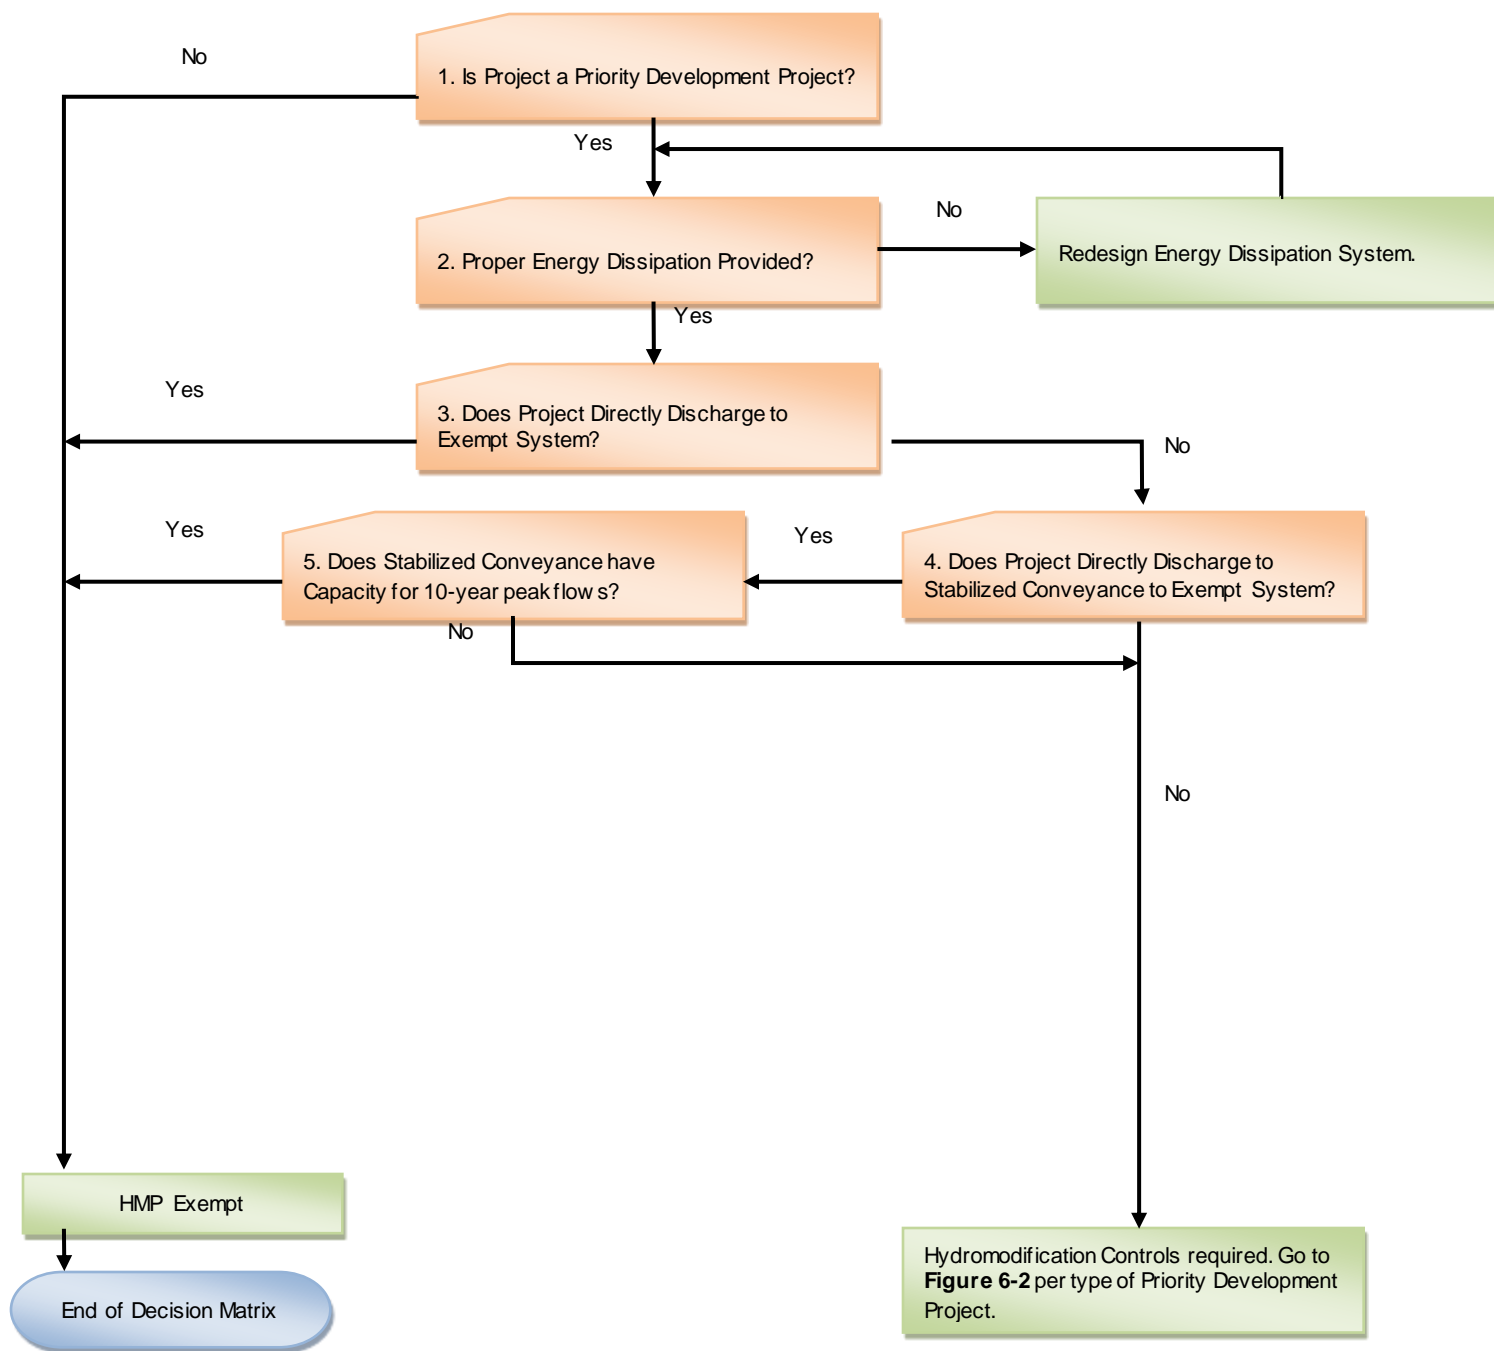 No
1. Is Project a Priority Development Project?
Yes
2. Proper Energy Dissipation Provided?
No
Redesign Energy Dissipation System.
Yes
Yes
3. Does Project Directly Discharge to
Exempt System?
No
Yes
5. Does Stabilized Conveyance have
Capacity for 10-year peak flows?
Yes
4. Does Project Directly Discharge to
Stabilized Conveyance to Exempt System?
No
No
HMP Exempt
Hydromodification Controls required. Go to
Figure 6-2 per type of Priority Development
Project.
End of Decision Matrix